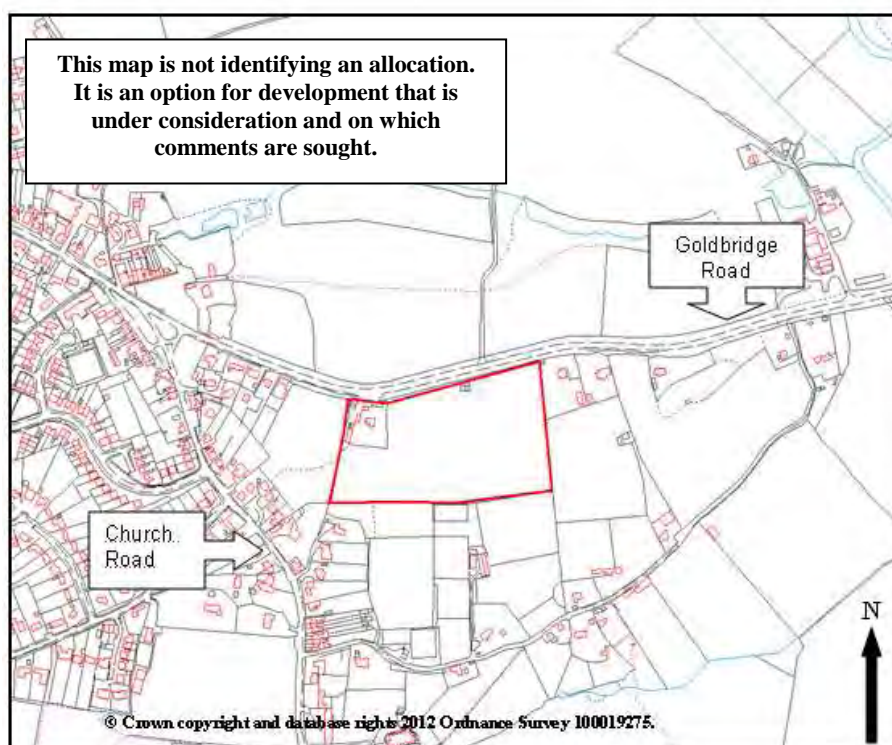 This map is not identifying an allocation.
It is an option for development that is
under consideration and on which
comments are sought.
Goldbridge
Road
Church
Road
N
© Crown copyright and database rights 2012 Ordnance Survey 100019275.